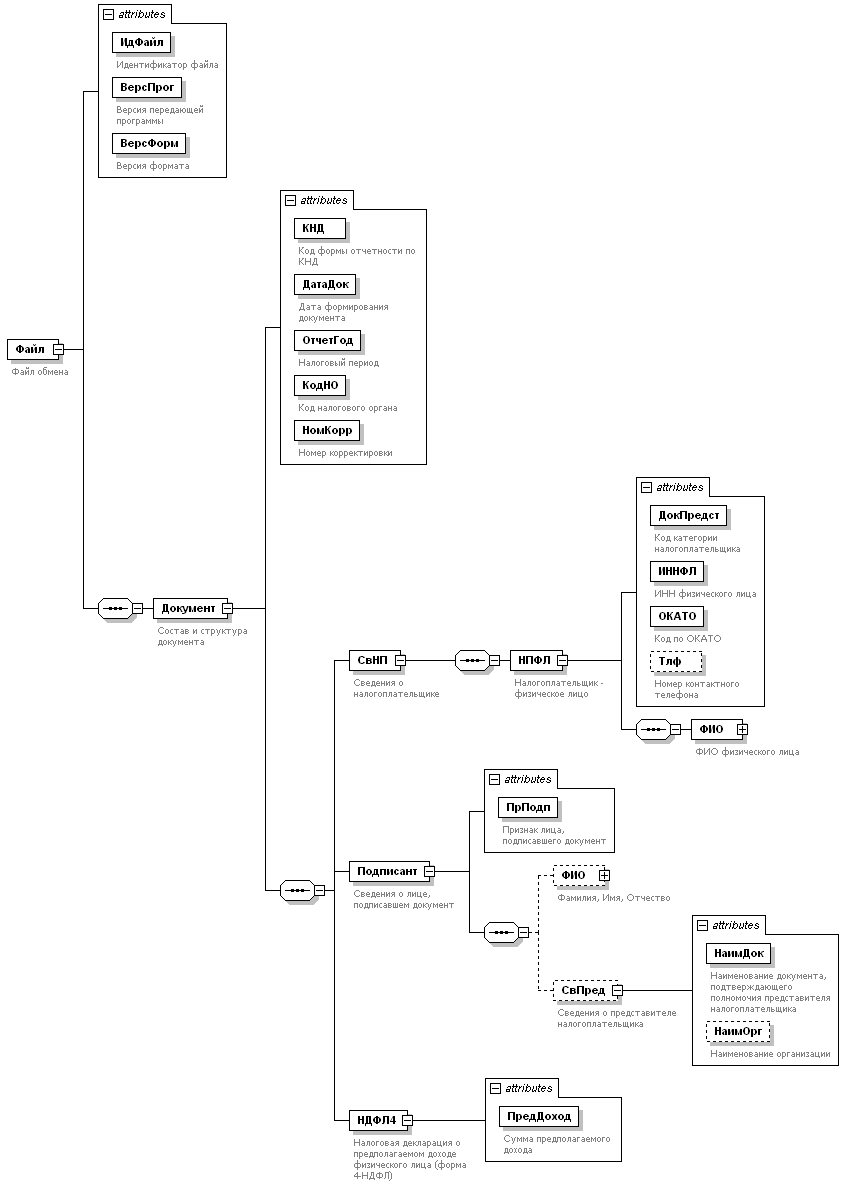 attributes
ИдФайл
Идентификатор файла
ВерсПрог
Версия передающей
программы
ВерсФорм
Версия формата
attributes
КНД
Код формы отчетности по
КНД
ДатаДок
Дата формирования
документа
ОтчетГод
Налоговый период
КодНО
Код налогового органа
НомКорр
Номер корректировки
Файл
Файл обмена
Документ
Состав и структура
документа
attributes
ДокПредст
Код категории
налогоплательщика
ИННФЛ
ИНН физического лица
ОКАТО
Код по ОКАТО
Тлф
Номер контактного
телефона
СвНП
Сведения о
налогоплательщике
НПФЛ
Налогоплательщик -
физическое лицо
ФИО
ФИО физического лица
attributes
ПрПодп
Признак лица,
подписавшего документ
Подписант
Сведения о лице,
подписавшем документ
ФИО
Фамилия, Имя, Отчество
СвПред
Сведения о представителе
налогоплательщика
attributes
НаимДок
Наименование документа,
подтверждающего
полномочия представителя
налогоплательщика
НаимОрг
Наименование организации
НДФЛ4
Налоговая декларация о
предполагаемом доходе
физического лица (форма
4-НДФЛ)
attributes
ПредДоход
Сумма предполагаемого
дохода